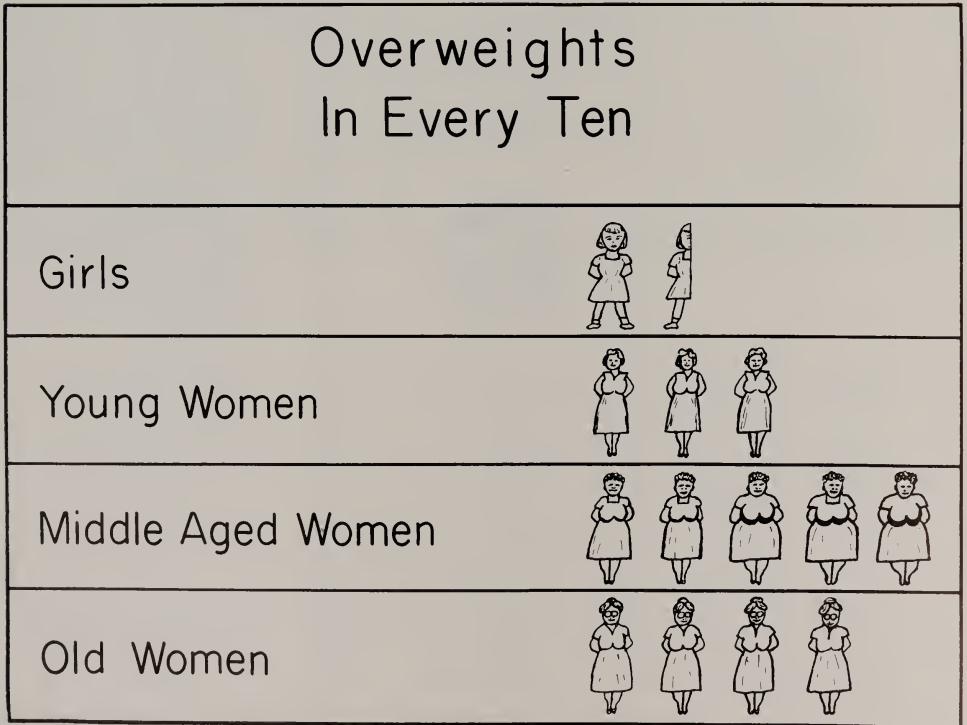 Overweights
In Every Ten
Girls
Young Women
Middle Aged Women
Old Women